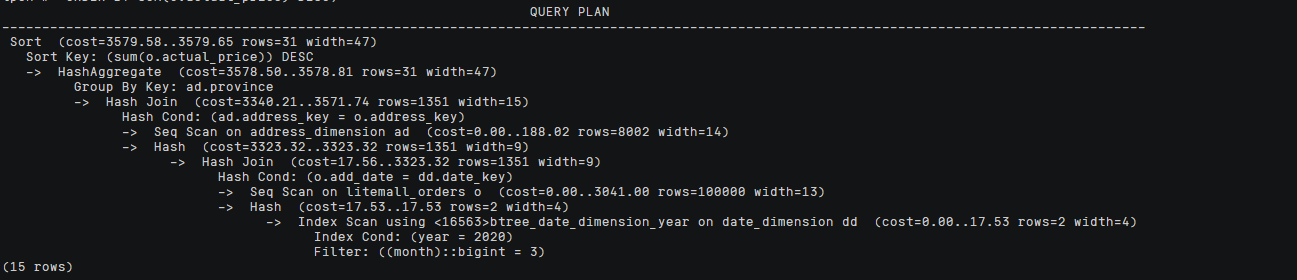 QUERY PLAN
-----------------------------------------------------------------------------------------------------------------------------------------------
Sort  (cost=3579.58..3579.65 rows=31 width=47)
  Sort Key: (sum(o.actual_price)) DESC
  ->  HashAggregate  (cost=3578.50..3578.81 rows=31 width=47)
        Group By Key: ad.province
        ->  Hash Join  (cost=3340.21..3571.74 rows=1351 width=15)
              Hash Cond: (ad.address_key = o.address_key)
              ->  Seq Scan on address_dimension ad  (cost=0.00..188.02 rows=8002 width=14)
              ->  Hash  (cost=3323.32..3323.32 rows=1351 width=9)
                    ->  Hash Join  (cost=17.56..3323.32 rows=1351 width=9)
                          Hash Cond: (o.add_date = dd.date_key)
                          ->  Seq Scan on litemall_orders o  (cost=0.00..3041.00 rows=100000 width=13)
                          ->  Hash  (cost=17.53..17.53 rows=2 width=4)
                                ->  Index Scan using <16563>btree_date_dimension_year on date_dimension dd  (cost=0.00..17.53 rows=2 width=4)
                                      Index Cond: (year = 2020)
                                      Filter: ((month)::bigint = 3)
(15 rows)